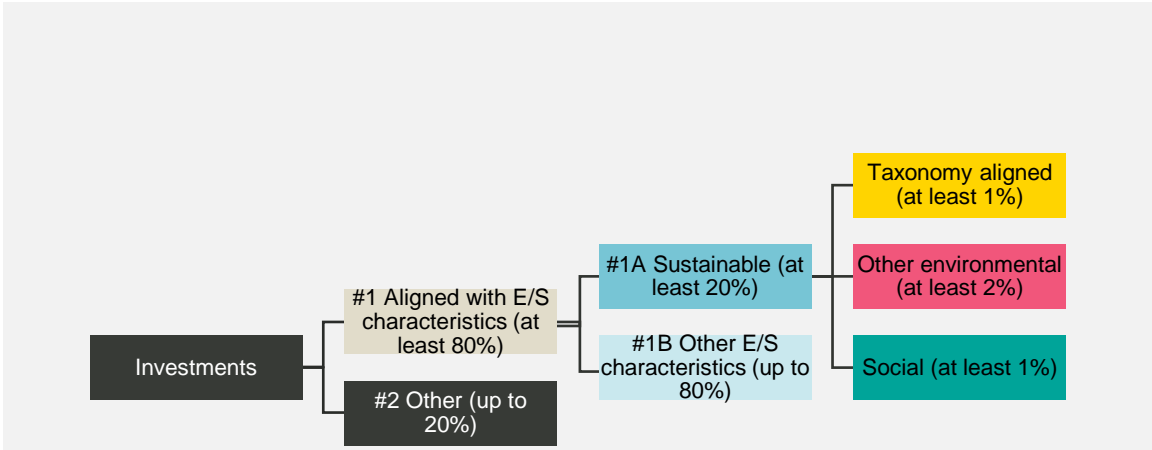 Investments
#1 Aligned with E/S
characteristics (at
least 80%)
#2 Other (up to
20%)
#1A Sustainable (at
least 20%)
#1B Other E/S
characteristics (up to
80%)
Taxonomy aligned
(at least 1%)
Other environmental
(at least 2%)
Social (at least 1%)